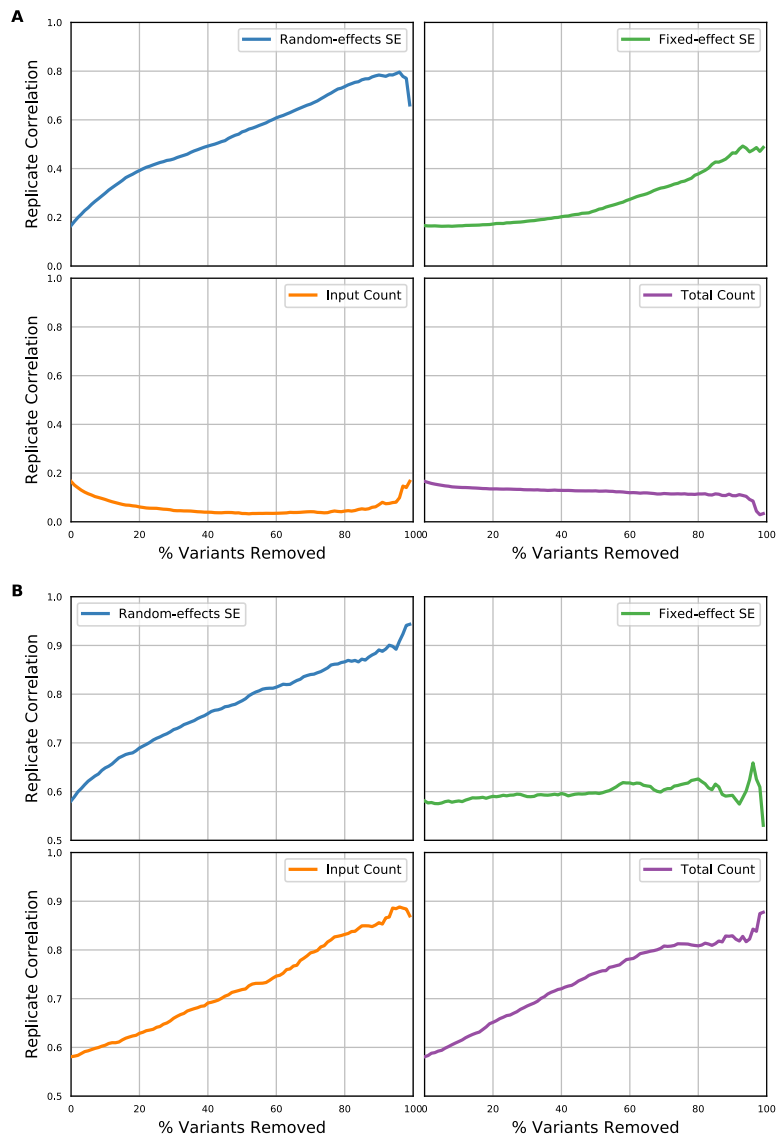 A
1.0
0.8
0.6
0.4
0.2
0.0
Replicate Correlation
Random-effects SE
Fixed-effect SE
1.0
0.8
0.6
0.4
0.2
0.0
Replicate Correlation
Input Count
Total Count
0 20 40 60 80 100
0 20 40 60 80 100
% Variants Removed
% Variants Removed
B
1.0
0.9
0.8
0.7
0.6
0.5
Replicate Correlation
Random-effects SE
Fixed-effect SE
1.0
0.9
0.8
0.7
0.6
0.5
Replicate Correlation
Input Count
Total Count
0 20 40 60 80 100
0 20 40 60 80 100
% Variants Removed
% Variants Removed